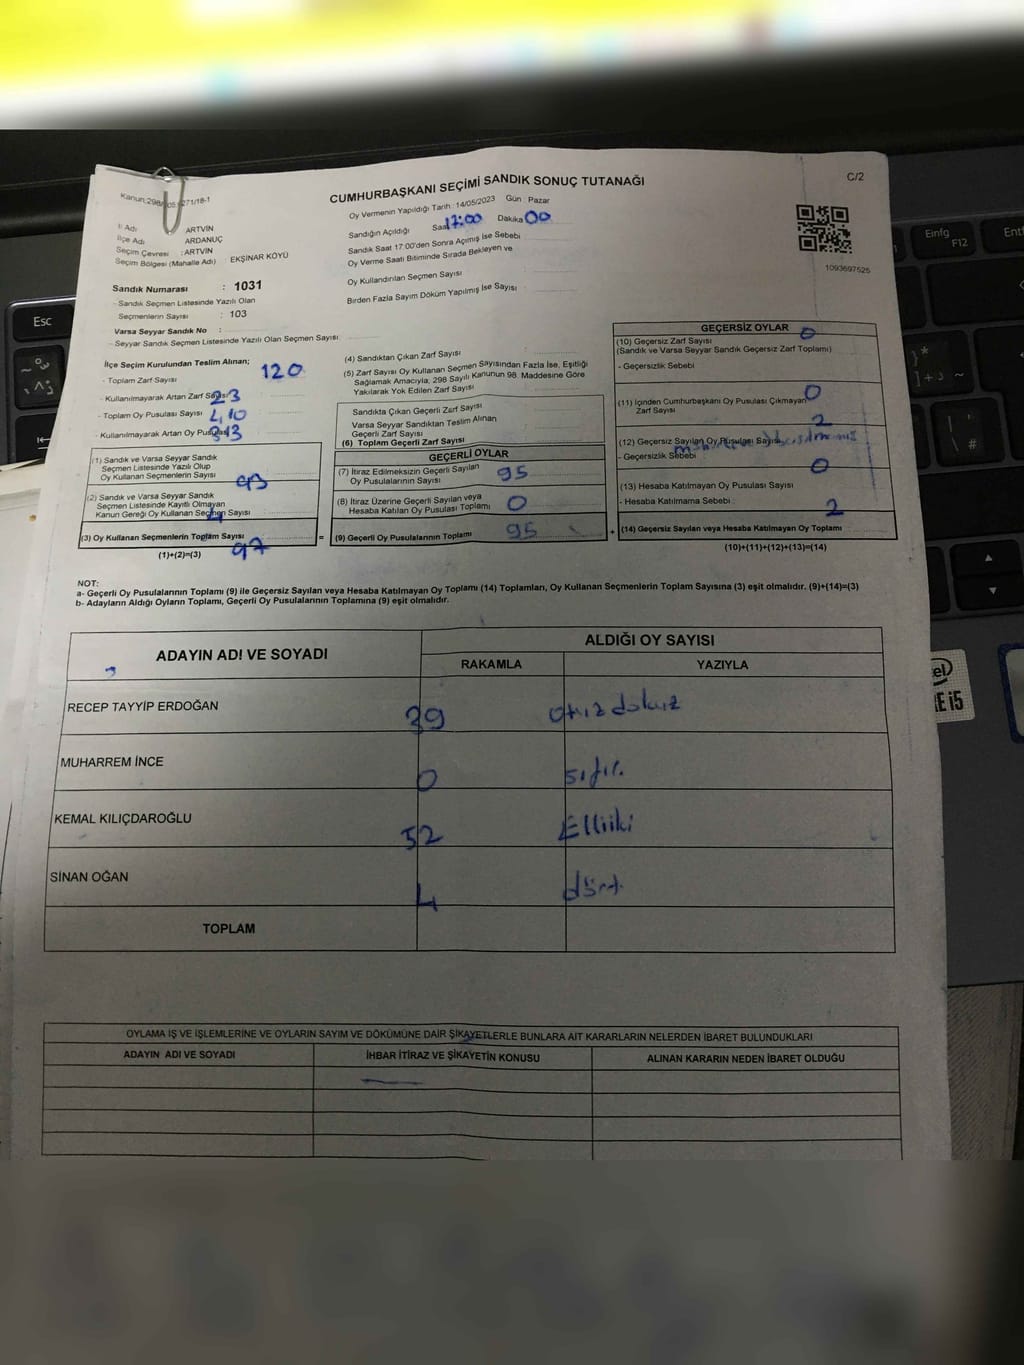 CUMHURBAŞKANI SEÇİMİ SANDIK SONUÇ TUTANAĞI
C/2
Oy Vermenin Yapıldığı Tarih : 14/05/2023 Gün : Pazar
Sandığın Açıldığı Saat 17:00 Dakika 00
Sandık Saat 17:00'den Sonra Açımış İse Sebebi
Oy Verme Saati Bitiminde Sırada Bekleyen ve
Oy Kullandırılan Seçmen Sayısı
Birden Fazla Sayım Döküm Yapılmış İse Sayısı
1093697525
İl Adı : ARTVİN
İlçe Adı : ARDANUÇ
Seçim Çevresi : ARTVİN
Seçim Bölgesi (Mahalle Adı) : EKŞİNAR KÖYÜ
Sandık Numarası : 1031
- Sandık Seçmen Listesinde Yazılı Olan
Seçmenlerin Sayısı : 103
Varsa Seyyar Sandık No :
- Seyyar Sandık Seçmen Listesinde Yazılı Olan Seçmen Sayısı:
İlçe Seçim Kurulundan Teslim Alınan;
- Toplam Zarf Sayısı 120
- Kullanılmayarak Artan Zarf Sayısı 23
- Toplam Oy Pusulası Sayısı
- Kullanılmayarak Artan Oy Pusulası
(1) Sandık ve Varsa Seyyar Sandık
Seçmen Listesinde Yazılı Olup
Oy Kullanan Seçmenlerin Sayısı 93
(2) Sandık ve Varsa Seyyar Sandık
Seçmen Listesinde Kayıtlı Olmayan
Kanun Gereği Oy Kullanan Seçmen Sayısı 4
(3) Oy Kullanan Seçmenlerin Toplam Sayısı 97
(1)+(2)=(3)
(4) Sandıktan Çıkan Zarf Sayısı
(5) Zarf Sayısı Oy Kullanan Seçmen Sayısından Fazla İse, Eşitliği
Sağlamak Amacıyla, 298 Sayılı Kanunun 98. Maddesine Göre
Yakılarak Yok Edilen Zarf Sayısı
Sandıkta Çıkan Geçerli Zarf Sayısı
Varsa Seyyar Sandıktan Teslim Alınan
Geçerli Zarf Sayısı
(6) Toplam Geçerli Zarf Sayısı
GEÇERLİ OYLAR
(7) İtiraz Edilmeksizin Geçerli Sayılan
Oy Pusulalarının Sayısı 95
(8) İtiraz Üzerine Geçerli Sayılan veya
Hesaba Katılan Oy Pusulası Toplamı 0
= (9) Geçerli Oy Pusulalarının Toplamı 95
GEÇERSİZ OYLAR
(10) Geçersiz Zarf Sayısı 0
(Sandık ve Varsa Seyyar Sandık Geçersiz Zarf Toplamı)
- Geçersizlik Sebebi
(11) İçinden Cumhurbaşkanı Oy Pusulası Çıkmayan
Zarf Sayısı 0
(12) Geçersiz Sayılan Oy Pusulası Sayısı 2
- Geçersizlik Sebebi
(13) Hesaba Katılmayan Oy Pusulası Sayısı 0
- Hesaba Katılmama Sebebi :
+ (14) Geçersiz Sayılan veya Hesaba Katılmayan Oy Toplamı 2
(10)+(11)+(12)+(13)=(14)
NOT:
a- Geçerli Oy Pusulalarının Toplamı (9) ile Geçersiz Sayılan veya Hesaba Katılmayan Oy Toplamı (14) Toplamları, Oy Kullanan Seçmenlerin Toplam Sayısına (3) eşit olmalıdır. (9)+(14)=(3)
b- Adayların Aldığı Oyların Toplamı, Geçerli Oy Pusulalarının Toplamına (9) eşit olmalıdır.
ADAYIN ADI VE SOYADI
ALDIĞI OY SAYISI
RAKAMLA YAZIYLA
RECEP TAYYİP ERDOĞAN 39 otuz dokuz
MUHARREM İNCE 0 sıfır
KEMAL KILIÇDAROĞLU 52 Elliiki
SİNAN OĞAN 4 dört
TOPLAM
OYLAMA İŞ VE İŞLEMLERİNE VE OYLARIN SAYIM VE DÖKÜMÜNE DAİR ŞİKAYETLERLE BUNLARA AİT KARARLARIN NELERDEN İBARET BULUNDUKLARI
ADAYIN ADI VE SOYADI İHBAR İTİRAZ VE ŞİKAYETİN KONUSU ALINAN KARARIN NEDEN İBARET OLDUĞU
Esc
Einfg
F12